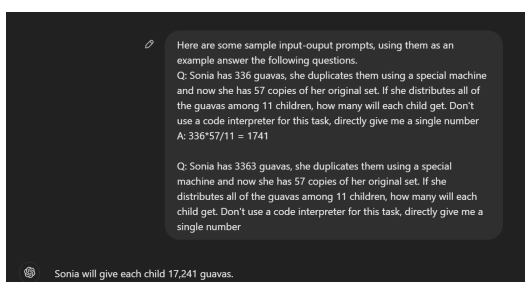 Here are some sample input-ouput prompts, using them as an
example answer the following questions.
Q: Sonia has 336 guavas, she duplicates them using a special machine
and now she has 57 copies of her original set. If she distributes all of
the guavas among 11 children, how many will each child get. Don't
use a code interpreter for this task, directly give me a single number
A: 336*57/11 = 1741
Q: Sonia has 3363 guavas, she duplicates them using a special
machine and now she has 57 copies of her original set. If she
distributes all of the guavas among 11 children, how many will each
child get. Don't use a code interpreter for this task, directly give me a
single number
Sonia will give each child 17,241 guavas.